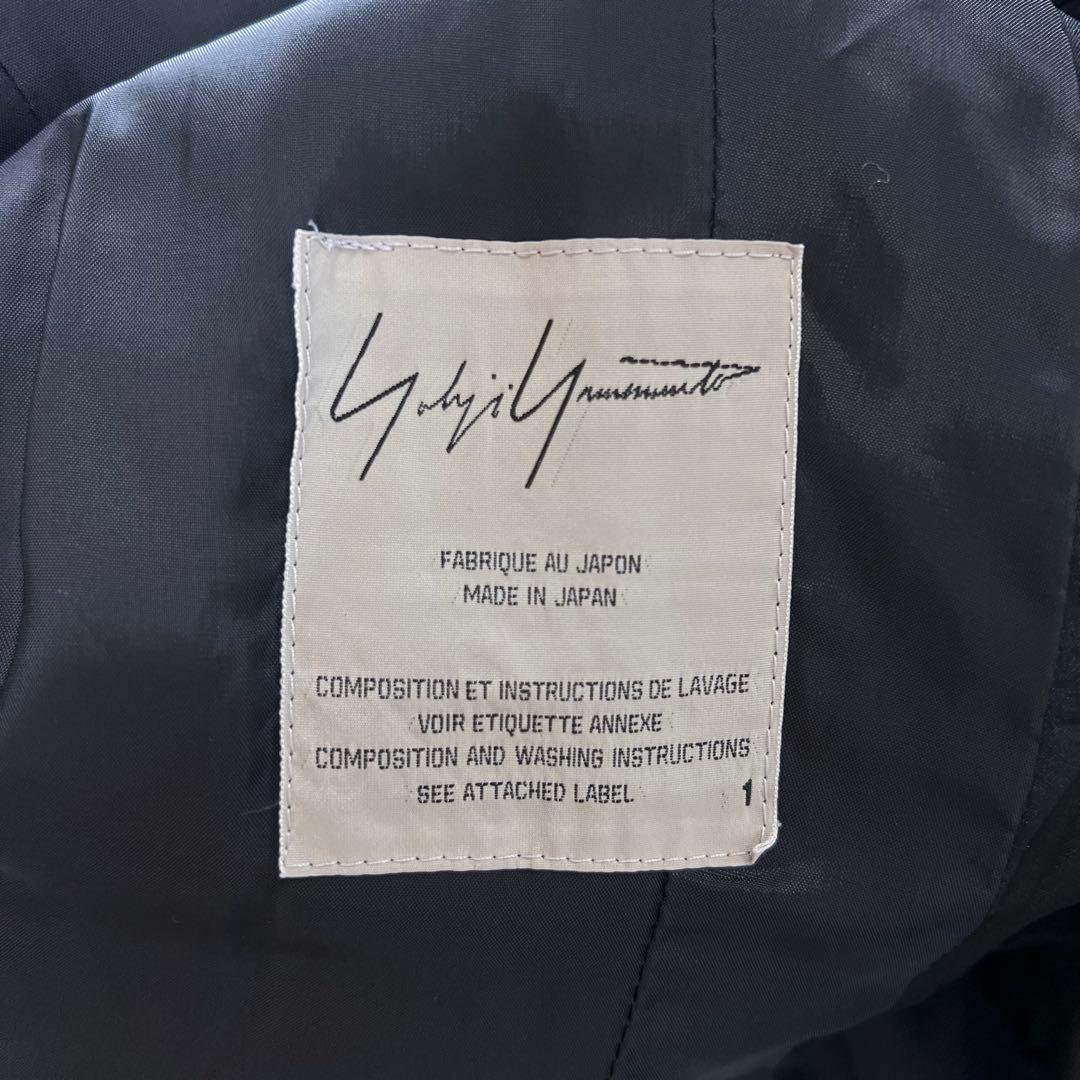 Yohji Yamamoto
FABRIQUE AU JAPON
MADE IN JAPAN
COMPOSITION ET INSTRUCTIONS DE LAVAGE
VOIR ETIQUETTE ANNEXE
COMPOSITION AND WASHING INSTRUCTIONS
SEE ATTACHED LABEL 1